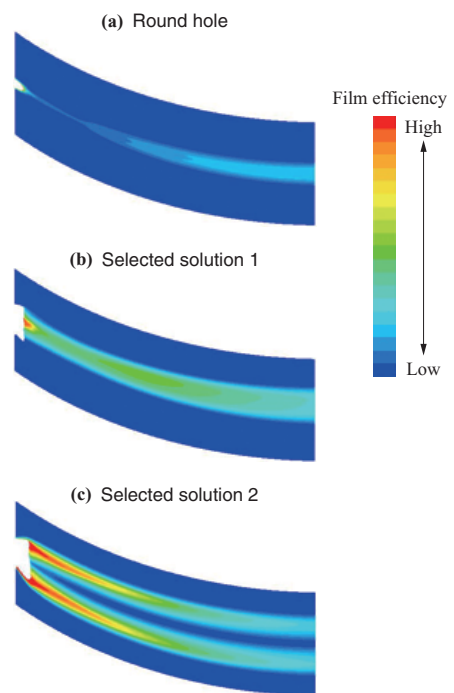 (a) Round hole
Film efficiency
High
Low
(b) Selected solution 1
(c) Selected solution 2